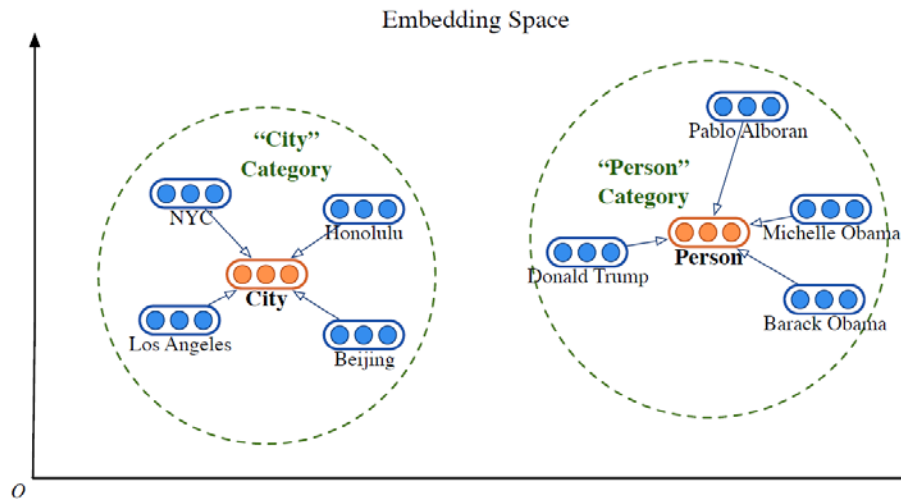 Embedding Space
“City”
Category
NYC
Honolulu
City
Los Angeles
Beijing
Pablo Alboran
“Person”
Category
Michelle Obama
Person
Donald Trump
Barack Obama
O